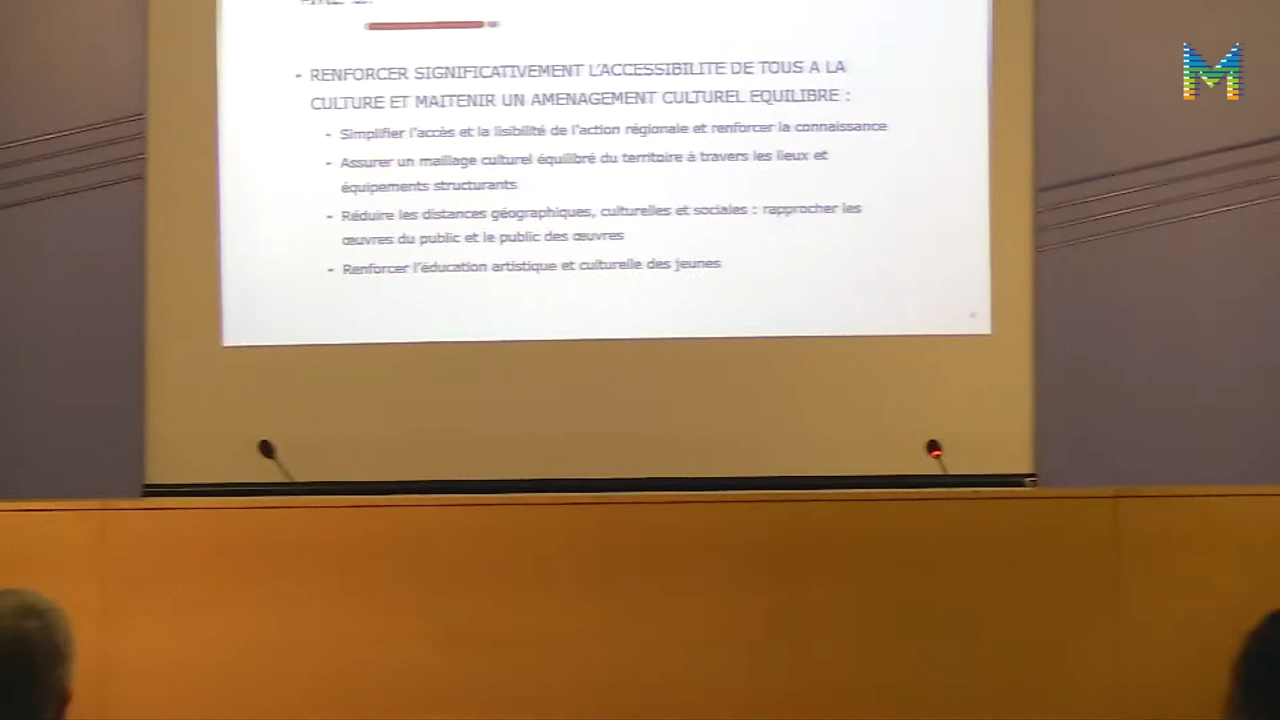 - RENFORCER SIGNIFICATIVEMENT L'ACCESSIBILITE DE TOUS A LA
CULTURE ET MAITENIR UN AMENAGEMENT CULTUREL EQUILIBRE :
- Simplifier l'accès et la lisibilité de l'action régionale et renforcer la connaissance
- Assurer un maillage culturel équilibré du territoire à travers les lieux et
équipements structurants
- Réduire les distances géographiques, culturelles et sociales : rapprocher les
œuvres du public et le public des œuvres
- Renforcer l'éducation artistique et culturelle des jeunes
M